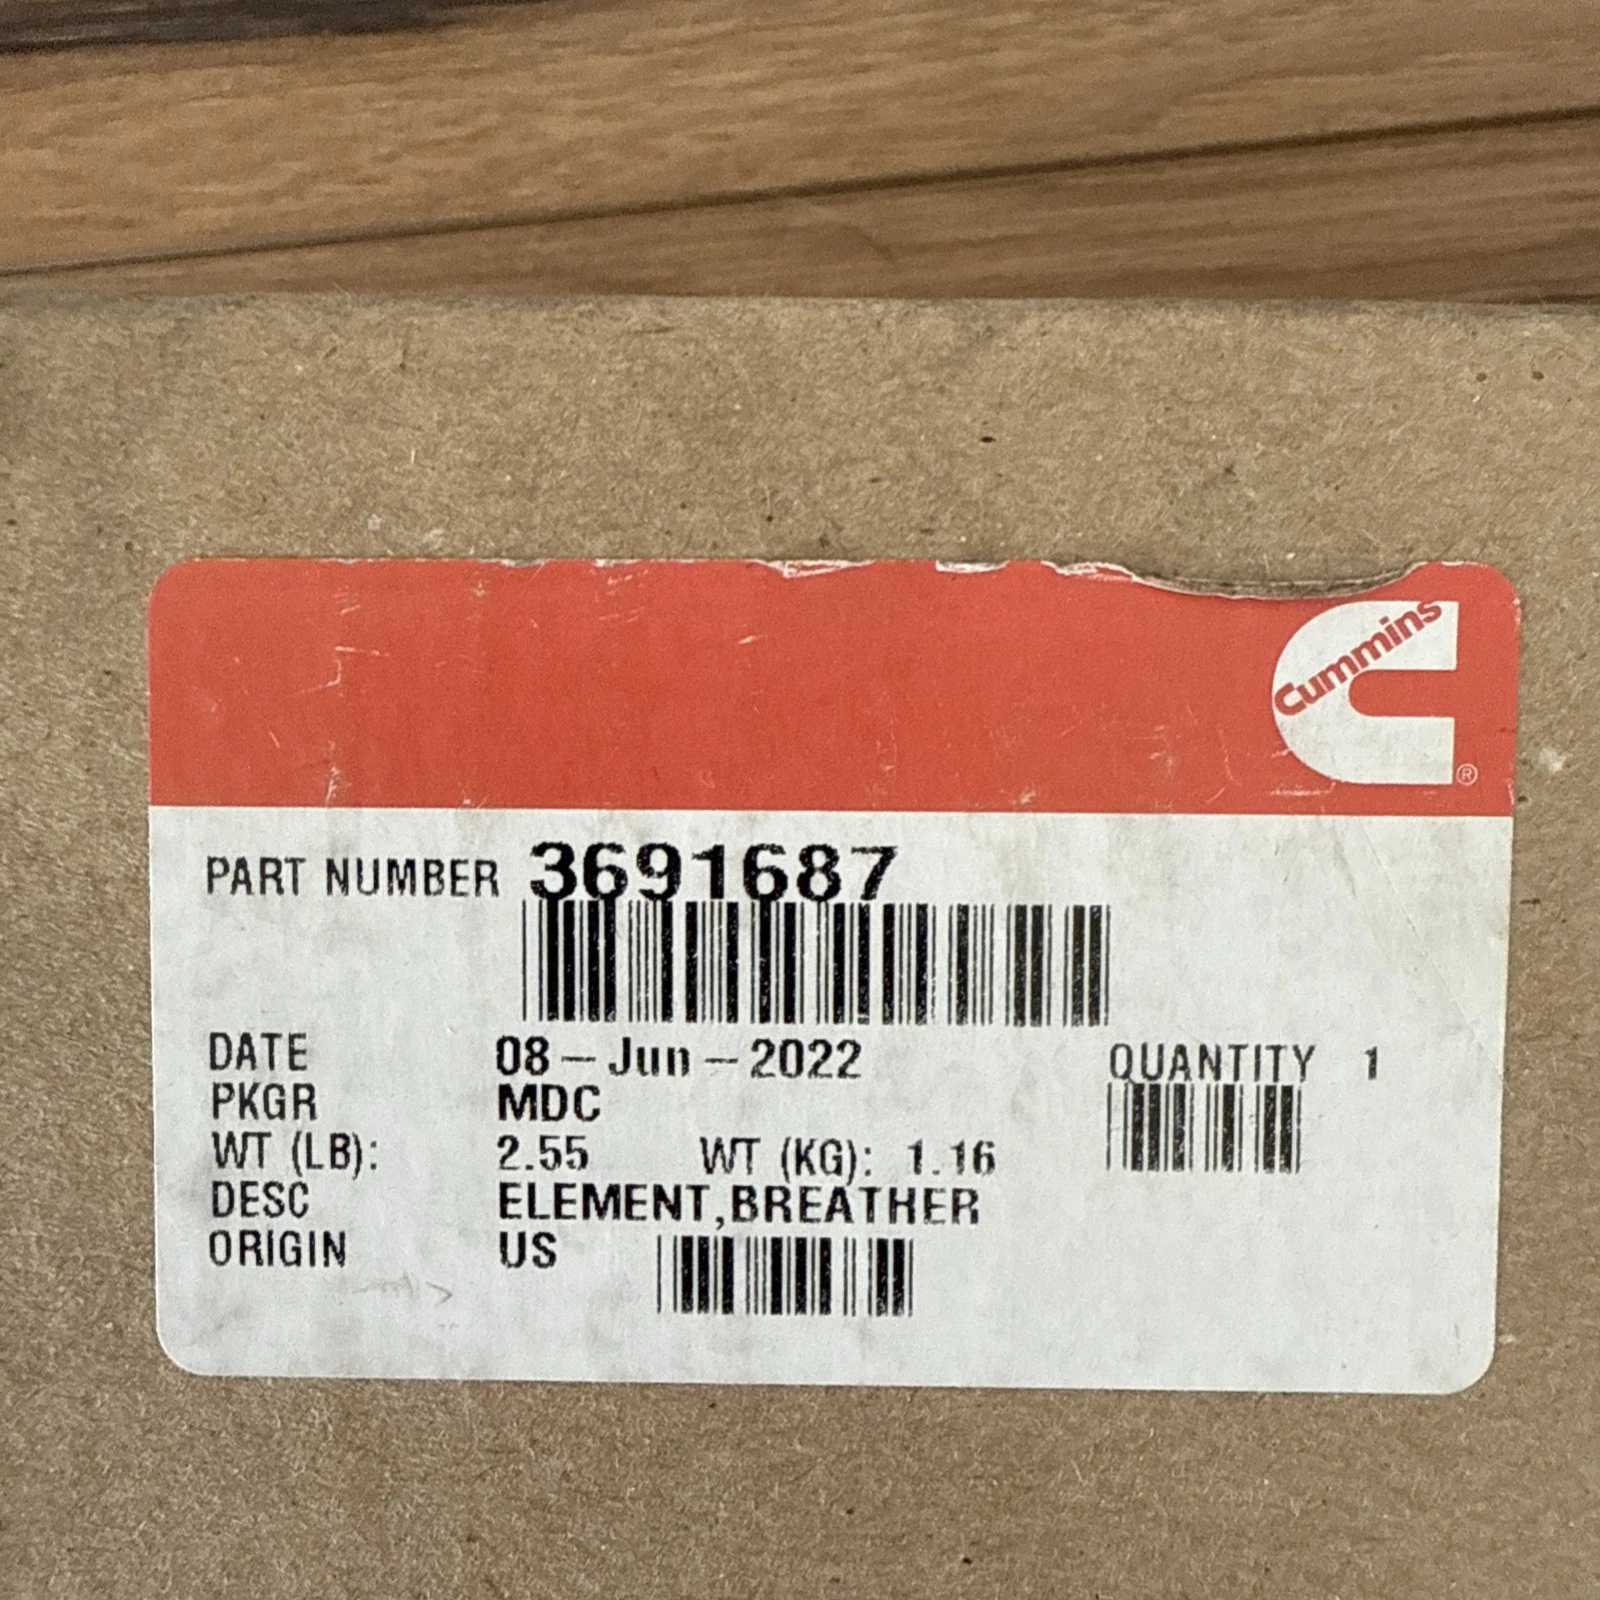 Cummins
®
PART NUMBER 3691687
DATE 08-Jun-2022 QUANTITY 1
PKGR MDC
WT (LB): 2.55 WT (KG): 1.16
DESC ELEMENT,BREATHER
ORIGIN US